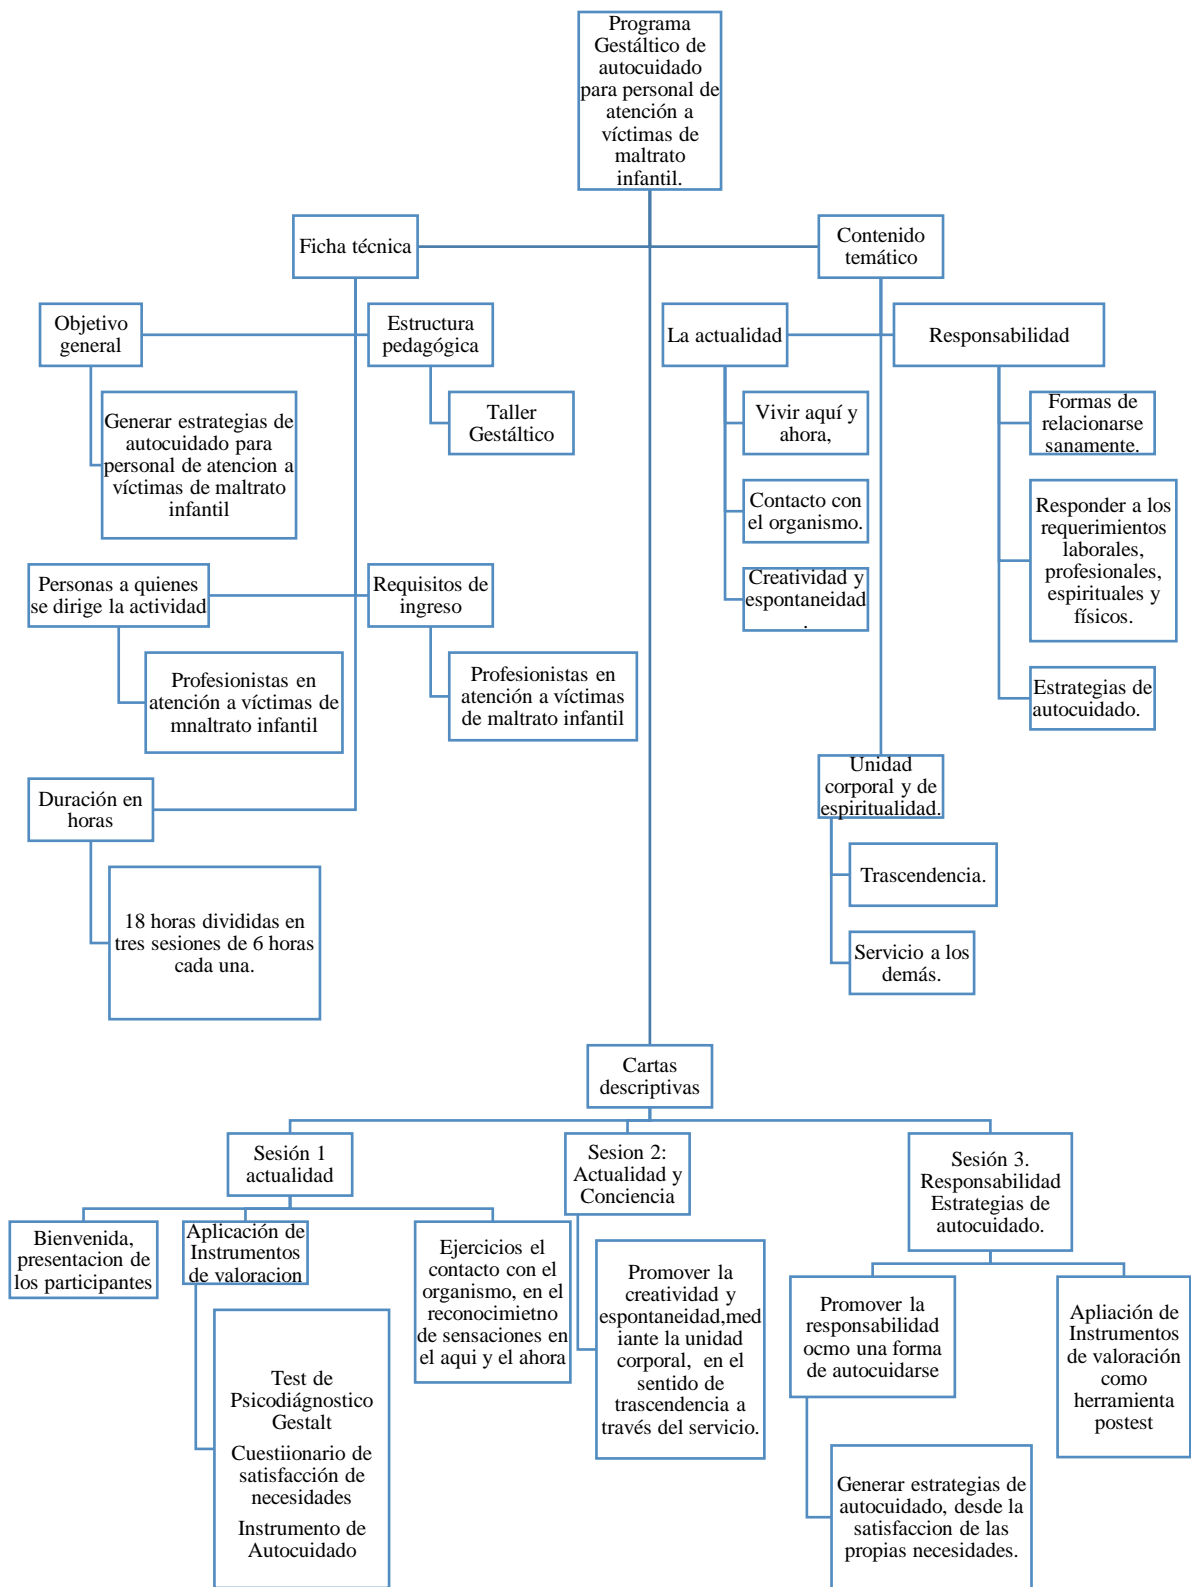 Programa
Gestáltico de
autocuidado
para personal de
atención a
víctimas de
maltrato
infantil.
Ficha técnica
Objetivo
general
Generar estrategias de
autocuidado para
personal de atencion a
víctimas de maltrato
infantil
Estructura
pedagógica
Taller
Gestáltico
Personas a quienes
se dirige la actividad
Profesionistas en
atención a víctimas de
mnaltrato infantil
Requisitos de
ingreso
Profesionistas en
atención a víctimas
de maltrato infantil
Duración en
horas
18 horas divididas en
tres sesiones de 6 horas
cada una.
Contenido
temático
La actualidad
Vivir aquí y
ahora,
Contacto con
el organismo.
Creatividad y
espontaneidad
.
Responsabilidad
Formas de
relacionarse
sanamente.
Responder a los
requerimientos
laborales,
profesionales,
espirituales y
físicos.
Estrategias de
autocuidado.
Unidad
corporal y de
espiritualidad.
Trascendencia.
Servicio a los
demás.
Cartas
descriptivas
Sesión 1
actualidad
Bienvenida,
presentacion de
los participantes
Aplicación de
Instrumentos
de valoracion
Test de
Psicodiágnostico
Gestalt
Cuestiionario de
satisfacción de
necesidades
Instrumento de
Autocuidado
Ejercicios el
contacto con el
organismo, en el
reconocimietno
de sensaciones en
el aqui y el ahora
Sesion 2:
Actualidad y
Conciencia
Promover la
creatividad y
espontaneidad,med
iante la unidad
corporal, en el
sentido de
trascendencia a
través del servicio.
Sesión 3.
Responsabilidad
Estrategias de
autocuidado.
Promover la
responsabilidad
ocmo una forma
de autocuidarse
Generar estrategias de
autocuidado, desde la
satisfaccion de las
propias necesidades.
Apliación de
Instrumentos
de valoración
como
herramienta
postest